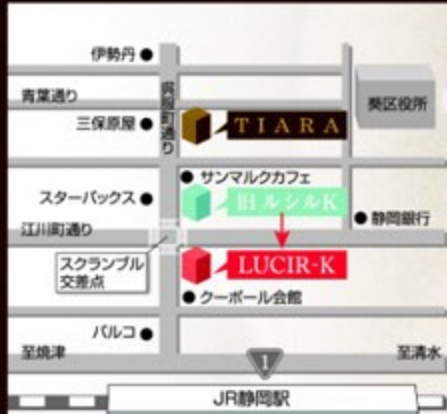 伊勢丹
青葉通り
呉服町通り
三保原屋
TIARA
葵区役所
サンマルクカフェ
スターバックス
旧ルシルK
静岡銀行
江川町通り
スクランブル
交差点
LUCIR-K
クーポール会館
パルコ
至焼津
1
至清水
JR静岡駅